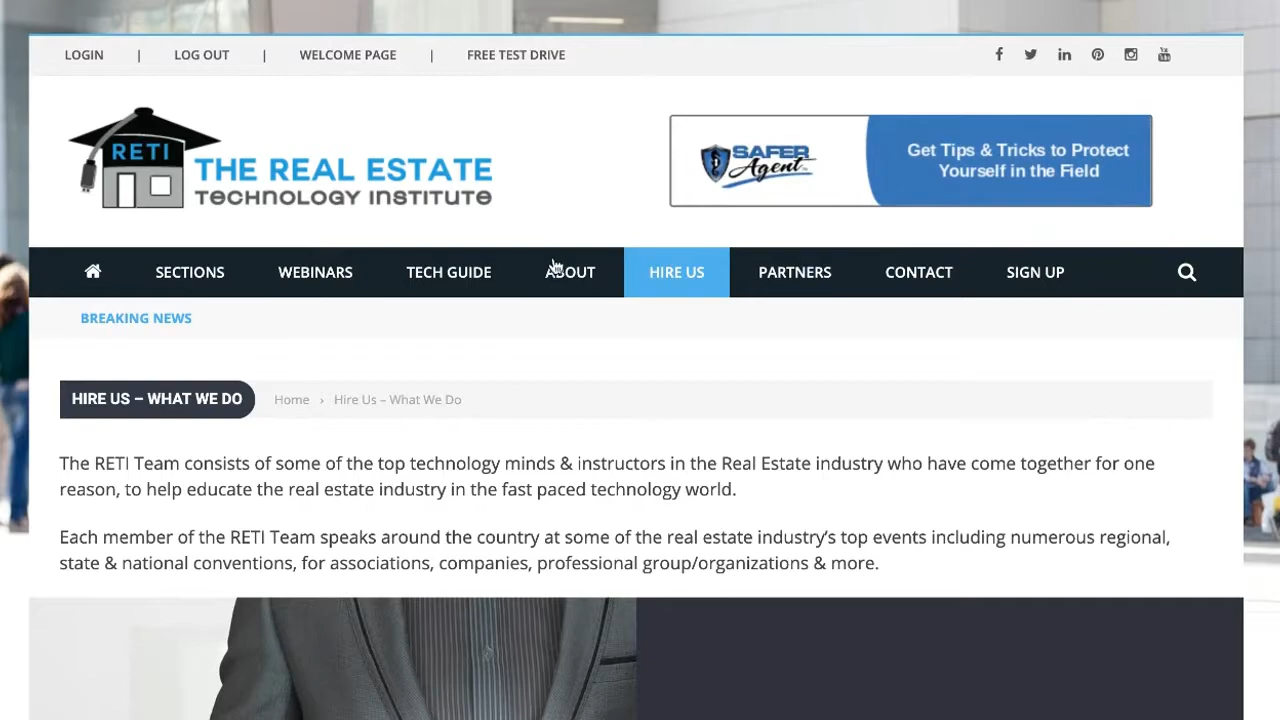 LOGIN | LOG OUT | WELCOME PAGE | FREE TEST DRIVE
RETI
THE REAL ESTATE
TECHNOLOGY INSTITUTE
SAFER
Agent
Get Tips & Tricks to Protect
Yourself in the Field
SECTIONS WEBINARS TECH GUIDE ABOUT HIRE US PARTNERS CONTACT SIGN UP
BREAKING NEWS
HIRE US – WHAT WE DO Home › Hire Us – What We Do
The RETI Team consists of some of the top technology minds & instructors in the Real Estate industry who have come together for one
reason, to help educate the real estate industry in the fast paced technology world.
Each member of the RETI Team speaks around the country at some of the real estate industry's top events including numerous regional,
state & national conventions, for associations, companies, professional group/organizations & more.